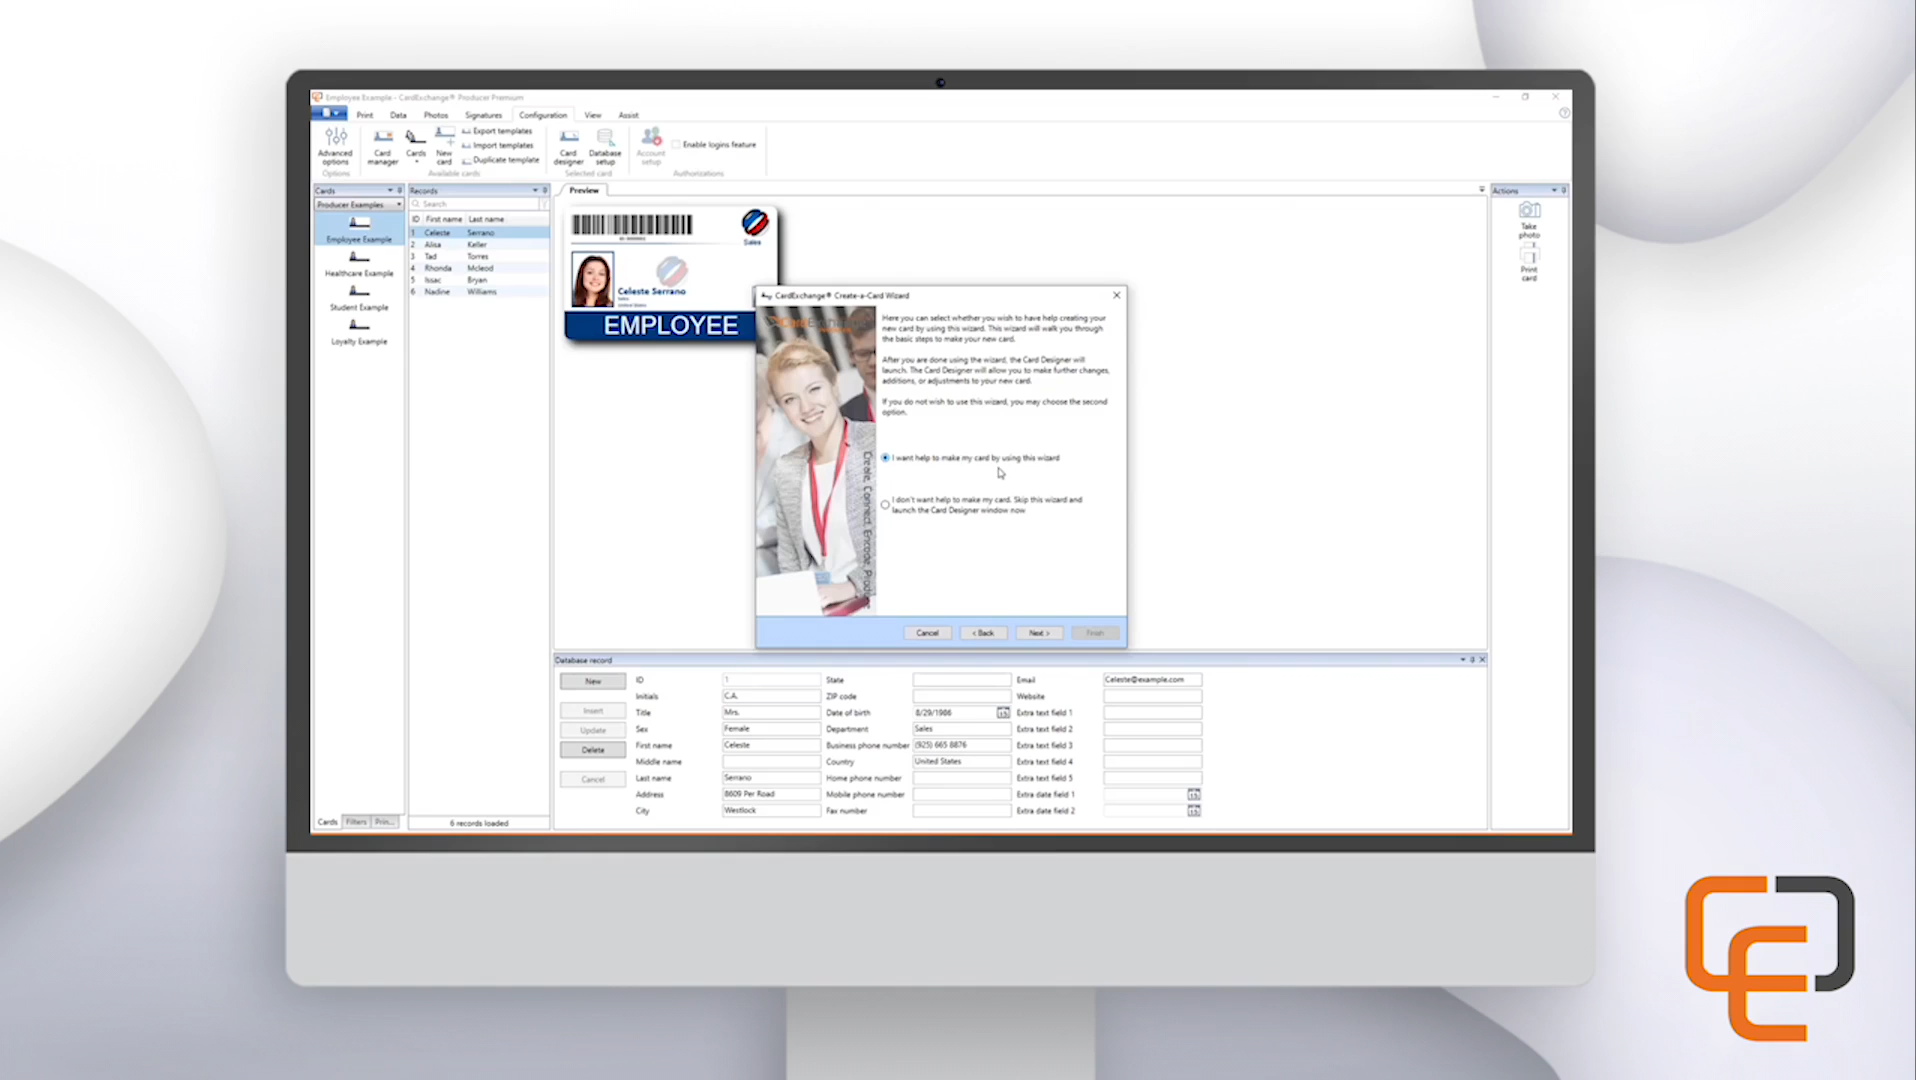 Employee Example - CardExchange® Producer Premium
Print Data Photos Signatures Configuration View Assist
Advanced options
Card manager
Cards
New card
Export templates
Import templates
Duplicate template
Card designer
Database setup
Account setup
Enable logins feature
Options
Available cards
Selected card
Authorizations
Cards
Producer Examples
Employee Example
Healthcare Example
Student Example
Loyalty Example
Cards Filters Prin...
Records
Search
ID First name Last name
1 Celeste Serrano
2 Alisa Keller
3 Tad Torres
4 Rhonda Mcleod
5 Issac Bryan
6 Nadine Williams
6 records loaded
Preview
Sales
Celeste Serrano
Sales
United States
EMPLOYEE
CardExchange® Create-a-Card Wizard
CardExchange
Create, Connect, Encode, Produce
Here you can select whether you wish to have help creating your
new card by using this wizard. This wizard will walk you through
the basic steps to make your new card.
After you are done using the wizard, the Card Designer will
launch. The Card Designer will allow you to make further changes,
additions, or adjustments to your new card.
If you do not wish to use this wizard, you may choose the second
option.
I want help to make my card by using this wizard
I don't want help to make my card. Skip this wizard and
launch the Card Designer window now
Cancel < Back Next > Finish
Actions
Take photo
Print card
Database record
New
Insert
Update
Delete
Cancel
ID 1 State Email Celeste@example.com
Initials C.A. ZIP code Website
Title Mrs. Date of birth 8/29/1986 15 Extra text field 1
Sex Female Department Sales Extra text field 2
First name Celeste Business phone number (925) 665 8876 Extra text field 3
Middle name Country United States Extra text field 4
Last name Serrano Home phone number Extra text field 5
Address 8609 Per Road Mobile phone number Extra date field 1 15
City Westlock Fax number Extra date field 2 15